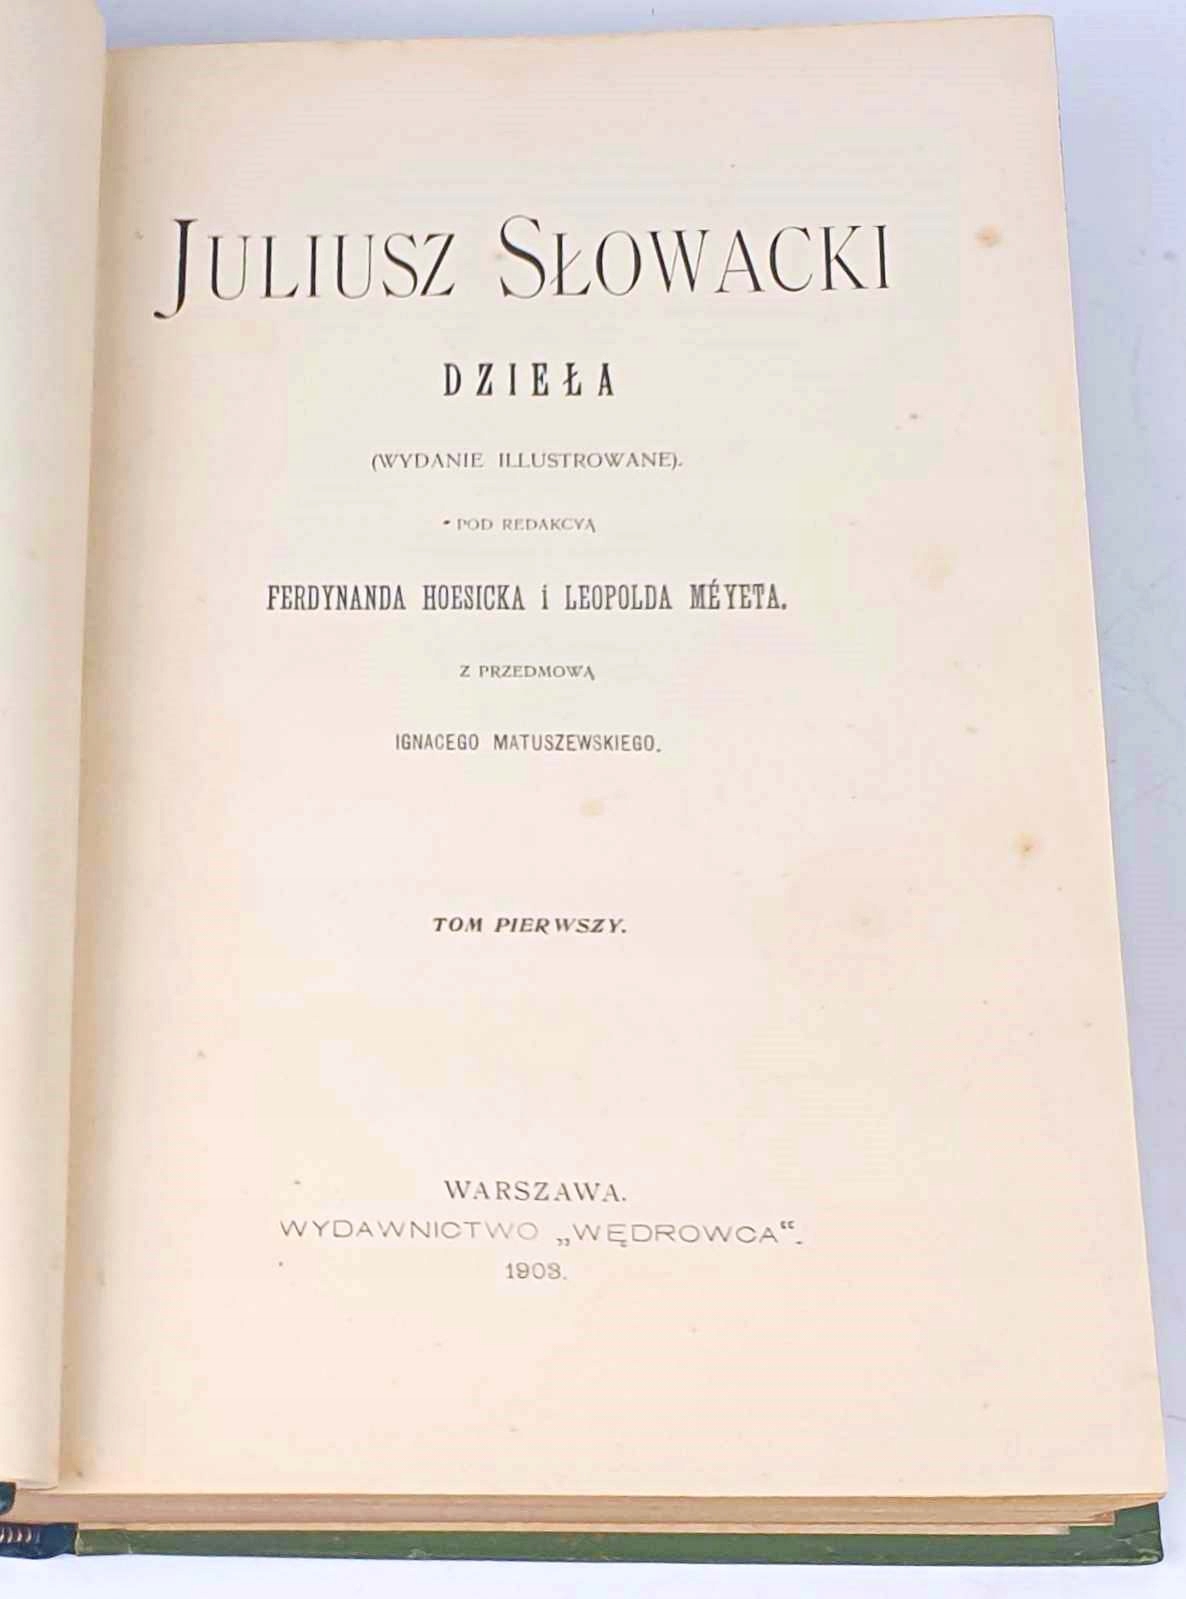 JULIUSZ SŁOWACKI
DZIEŁA
(WYDANIE ILLUSTROWANE).
POD REDAKCYĄ
FERDYNANDA HOESICKA i LEOPOLDA MÉYETA.
Z PRZEDMOWĄ
IGNACEGO MATUSZEWSKIEGO.
TOM PIERWSZY.
WARSZAWA.
WYDAWNICTWO „WĘDROWCA“.
1903.